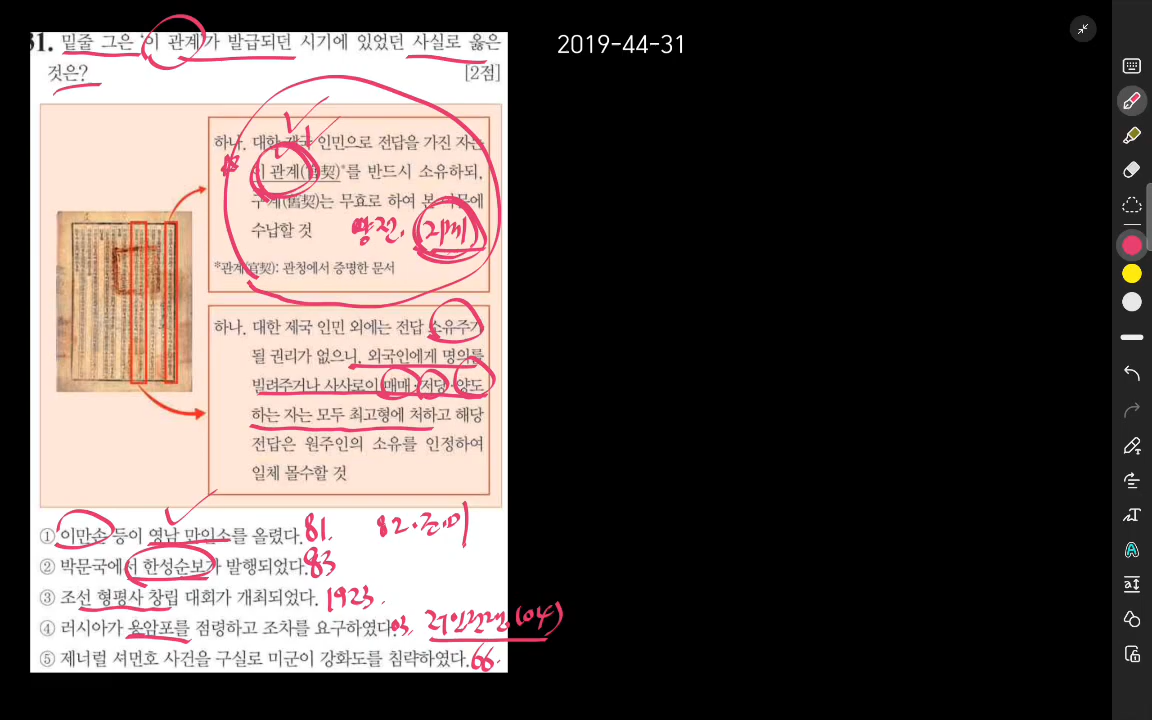 31. 밑줄 그은 '이 관계'가 발급되던 시기에 있었던 사실로 옳은
것은? [2점]
2019-44-31
하나. 대한 제국 인민으로 전답을 가진 자는
이 관계(官契)*를 반드시 소유하되,
구계(舊契)는 무효로 하여 본 아문에
수납할 것
양전. 지계
*관계(官契): 관청에서 증명한 문서
하나. 대한 제국 인민 외에는 전답 소유주가
될 권리가 없으니, 외국인에게 명의를
빌려주거나 사사로이 매매·전당·양도
하는 자는 모두 최고형에 처하고 해당
전답은 원주인의 소유를 인정하여
일체 몰수할 것
① 이만손 등이 영남 만인소를 올렸다. 81. 82.조.미
② 박문국에서 한성순보가 발행되었다. 83
③ 조선 형평사 창립 대회가 개최되었다. 1923.
④ 러시아가 용암포를 점령하고 조차를 요구하였다. 03. 러일전쟁.(04)
⑤ 제너럴 셔먼호 사건을 구실로 미군이 강화도를 침략하였다. 66.